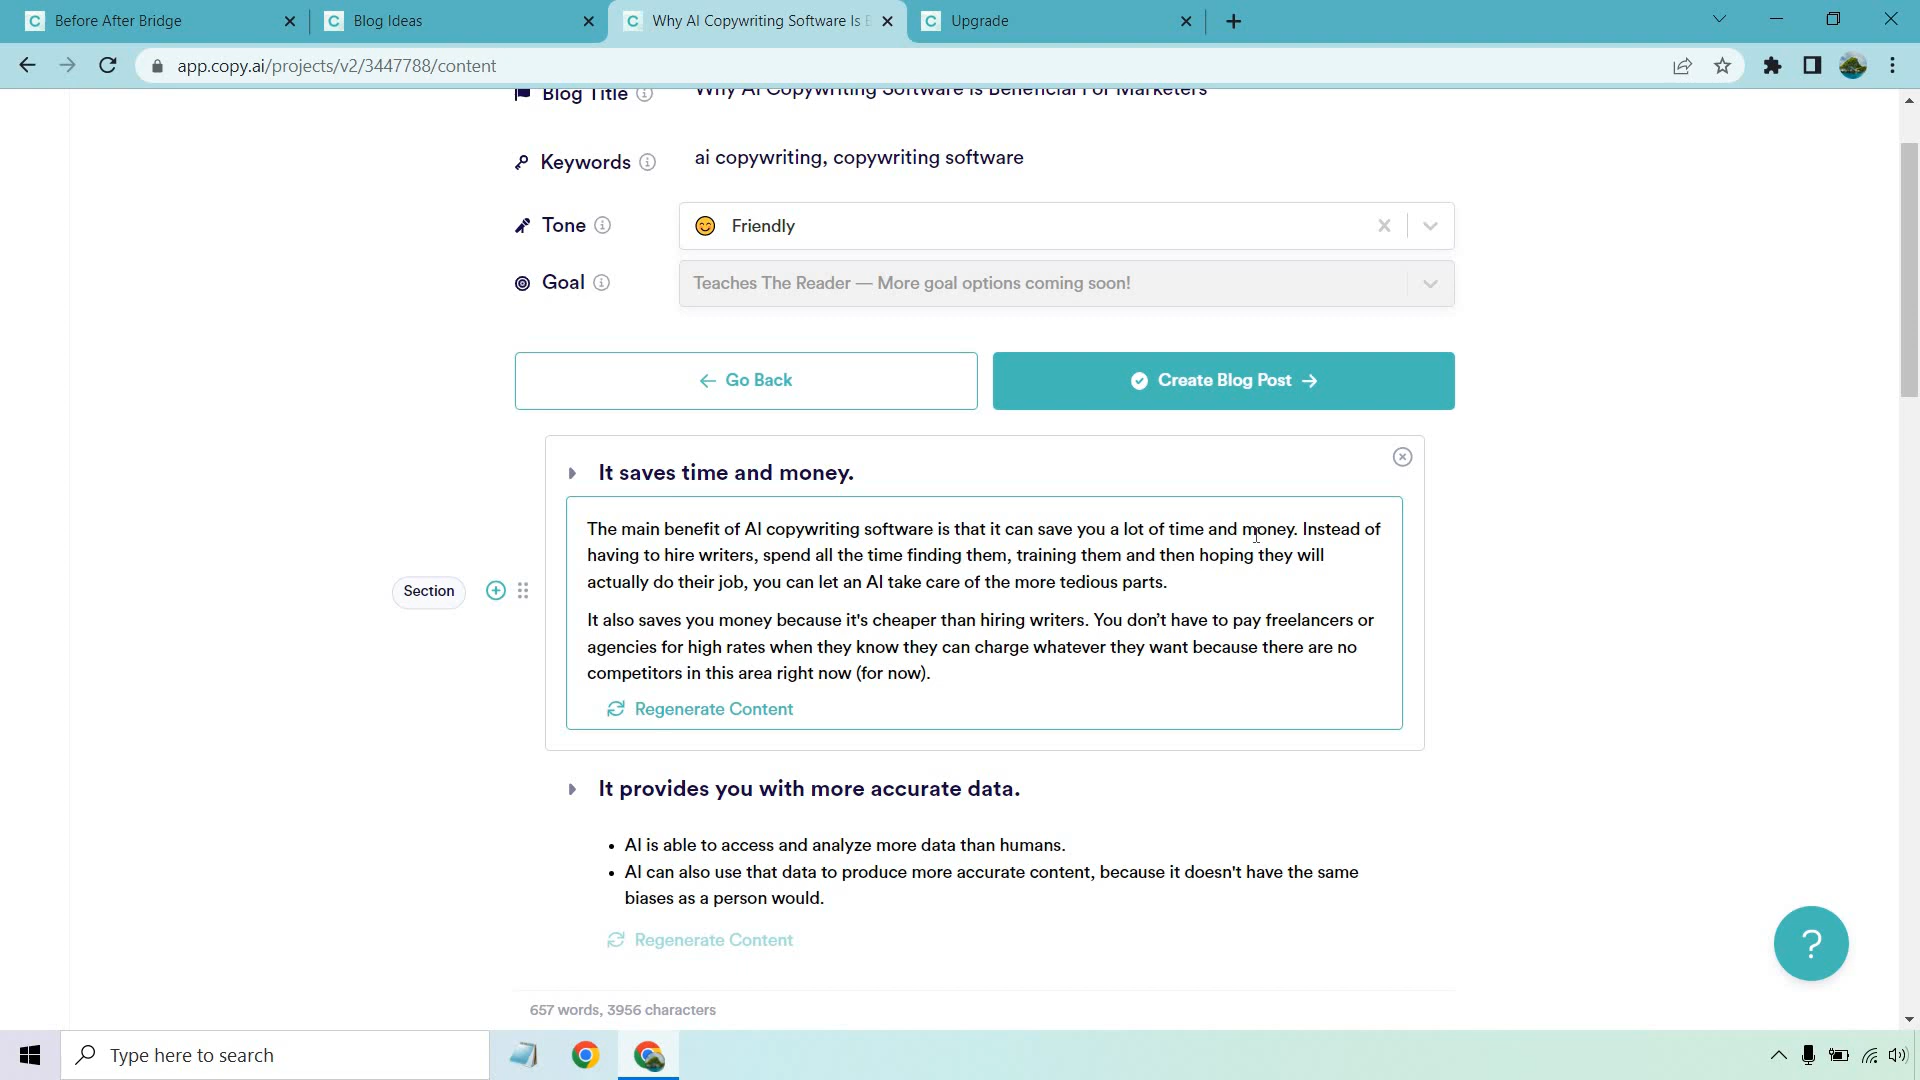 Before After Bridge
Blog Ideas
Why AI Copywriting Software Is B
Upgrade
app.copy.ai/projects/v2/3447788/content
Blog Title
Why AI Copywriting Software Is Beneficial For Marketers
Keywords
ai copywriting, copywriting software
Tone
Friendly
Goal
Teaches The Reader — More goal options coming soon!
Go Back
Create Blog Post
It saves time and money.
The main benefit of AI copywriting software is that it can save you a lot of time and money. Instead of
having to hire writers, spend all the time finding them, training them and then hoping they will
actually do their job, you can let an AI take care of the more tedious parts.
Section
It also saves you money because it's cheaper than hiring writers. You don’t have to pay freelancers or
agencies for high rates when they know they can charge whatever they want because there are no
competitors in this area right now (for now).
Regenerate Content
It provides you with more accurate data.
• AI is able to access and analyze more data than humans.
• AI can also use that data to produce more accurate content, because it doesn't have the same
biases as a person would.
Regenerate Content
?
657 words, 3956 characters
Type here to search